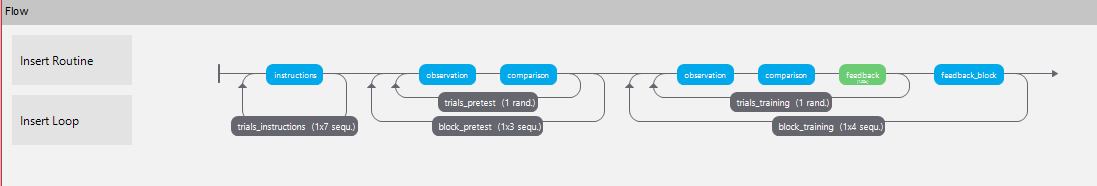 Flow
Insert Routine
Insert Loop
instructions
trials_instructions (1x7 sequ.)
observation
comparison
trials_pretest (1 rand.)
block_pretest (1x3 sequ.)
observation
comparison
feedback
feedback_block
trials_training (1 rand.)
block_training (1x4 sequ.)